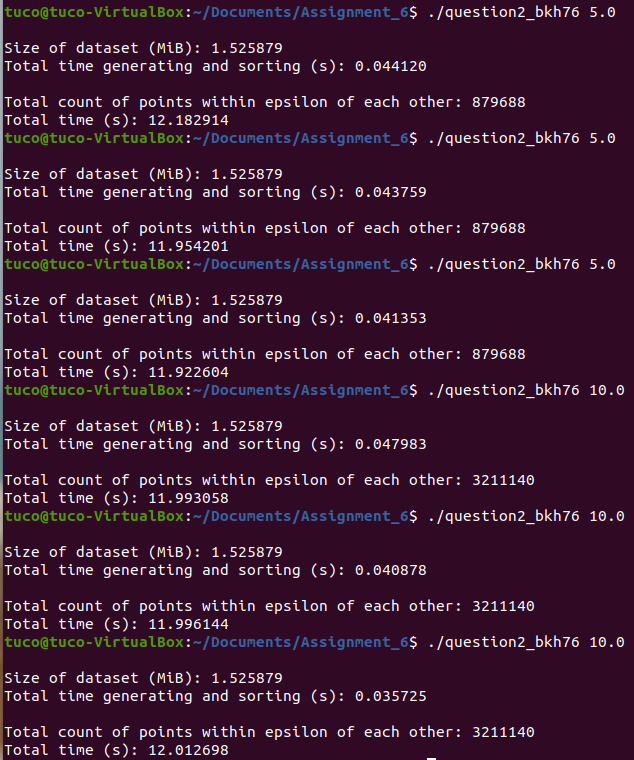 tuco@tuco-VirtualBox:~/Documents/Assignment_6$ ./question2_bkh76 5.0
Size of dataset (MiB): 1.525879
Total time generating and sorting (s): 0.044120
Total count of points within epsilon of each other: 879688
Total time (s): 12.182914
tuco@tuco-VirtualBox:~/Documents/Assignment_6$ ./question2_bkh76 5.0
Size of dataset (MiB): 1.525879
Total time generating and sorting (s): 0.043759
Total count of points within epsilon of each other: 879688
Total time (s): 11.954201
tuco@tuco-VirtualBox:~/Documents/Assignment_6$ ./question2_bkh76 5.0
Size of dataset (MiB): 1.525879
Total time generating and sorting (s): 0.041353
Total count of points within epsilon of each other: 879688
Total time (s): 11.922604
tuco@tuco-VirtualBox:~/Documents/Assignment_6$ ./question2_bkh76 10.0
Size of dataset (MiB): 1.525879
Total time generating and sorting (s): 0.047983
Total count of points within epsilon of each other: 3211140
Total time (s): 11.993058
tuco@tuco-VirtualBox:~/Documents/Assignment_6$ ./question2_bkh76 10.0
Size of dataset (MiB): 1.525879
Total time generating and sorting (s): 0.040878
Total count of points within epsilon of each other: 3211140
Total time (s): 11.996144
tuco@tuco-VirtualBox:~/Documents/Assignment_6$ ./question2_bkh76 10.0
Size of dataset (MiB): 1.525879
Total time generating and sorting (s): 0.035725
Total count of points within epsilon of each other: 3211140
Total time (s): 12.012698